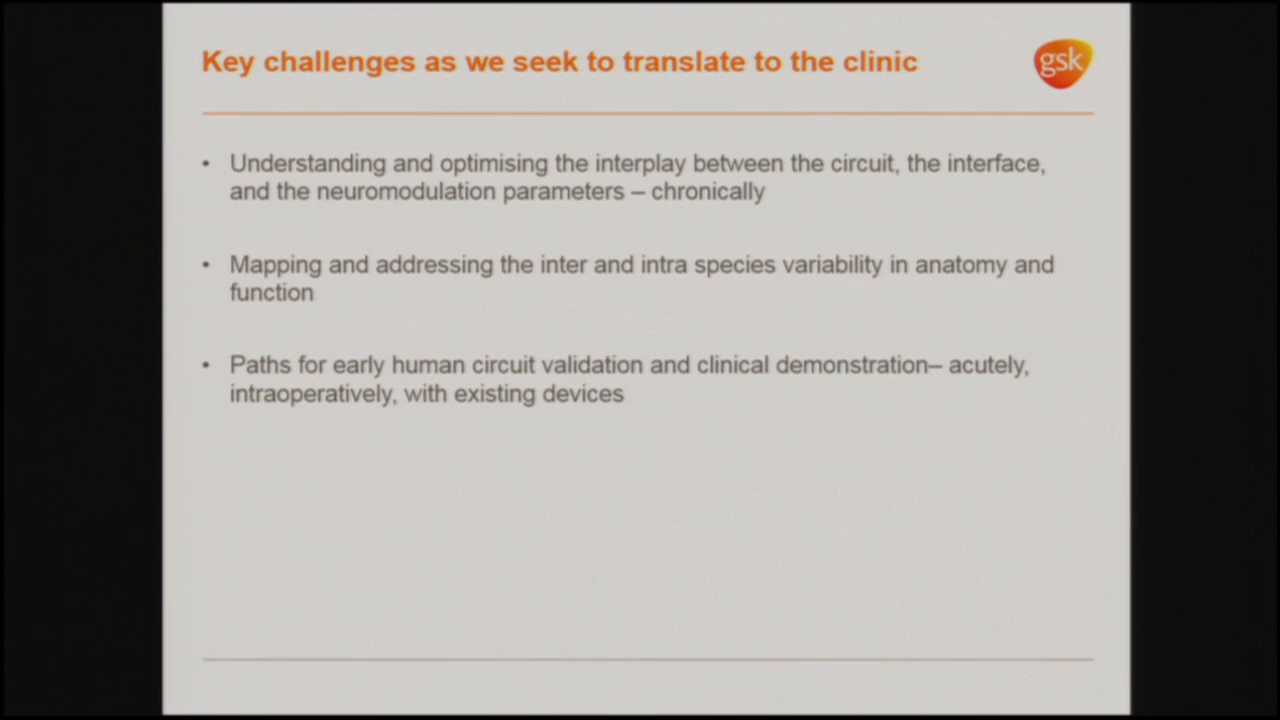 Key challenges as we seek to translate to the clinic
gsk
• Understanding and optimising the interplay between the circuit, the interface,
and the neuromodulation parameters – chronically
• Mapping and addressing the inter and intra species variability in anatomy and
function
• Paths for early human circuit validation and clinical demonstration– acutely,
intraoperatively, with existing devices